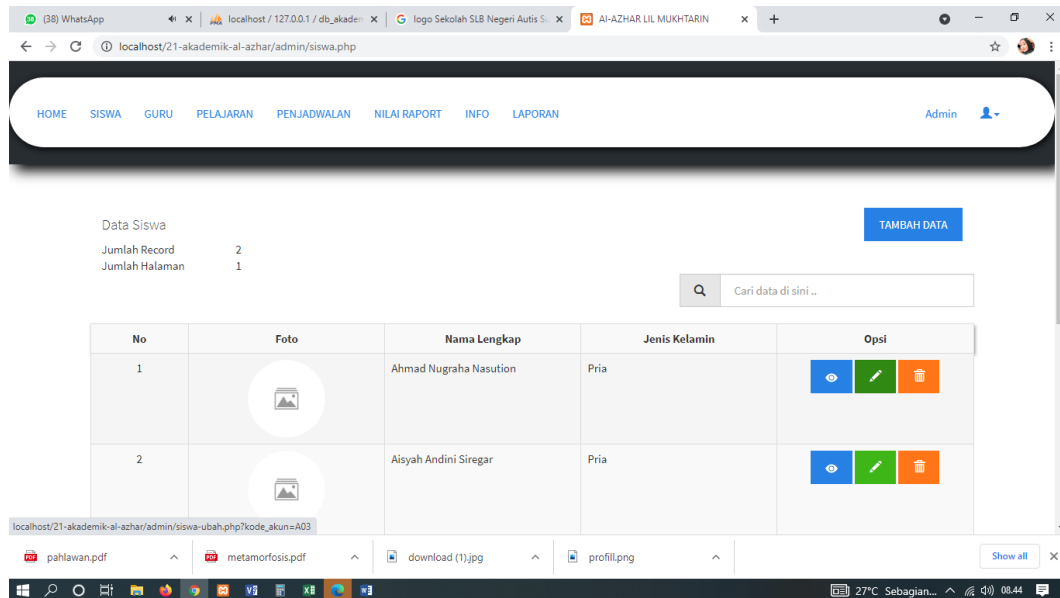 (38) WhatsApp
localhost / 127.0.0.1 / db_akadem
logo Sekolah SLB Negeri Autis Su
Al-AZHAR LIL MUKHTARIN
localhost/21-akademik-al-azhar/admin/siswa.php
HOME SISWA GURU PELAJARAN PENJADWALAN NILAI RAPORT INFO LAPORAN Admin
Data Siswa
TAMBAH DATA
Jumlah Record 2
Jumlah Halaman 1
Cari data di sini ..
No Foto Nama Lengkap Jenis Kelamin Opsi
1 Ahmad Nugraha Nasution Pria
2 Aisyah Andini Siregar Pria
localhost/21-akademik-al-azhar/admin/siswa-ubah.php?kode_akun=A03
pahlawan.pdf metamorfosis.pdf download (1).jpg profill.png Show all
27°C Sebagian... 08.44